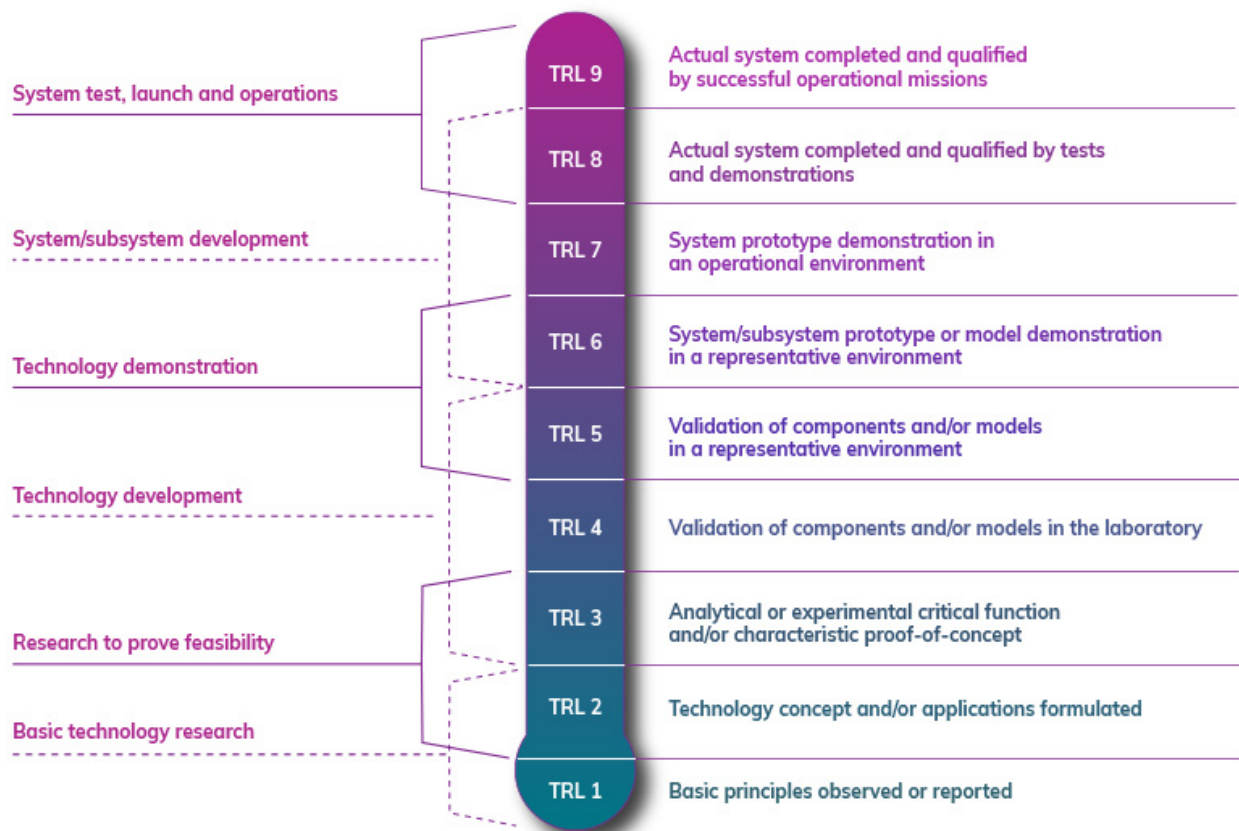 System test, launch and operations
System/subsystem development
Technology demonstration
Technology development
Research to prove feasibility
Basic technology research
TRL 9
Actual system completed and qualified
by successful operational missions
TRL 8
Actual system completed and qualified by tests
and demonstrations
TRL 7
System prototype demonstration in
an operational environment
TRL 6
System/subsystem prototype or model demonstration
in a representative environment
TRL 5
Validation of components and/or models
in a representative environment
TRL 4
Validation of components and/or models in the laboratory
TRL 3
Analytical or experimental critical function
and/or characteristic proof-of-concept
TRL 2
Technology concept and/or applications formulated
TRL 1
Basic principles observed or reported